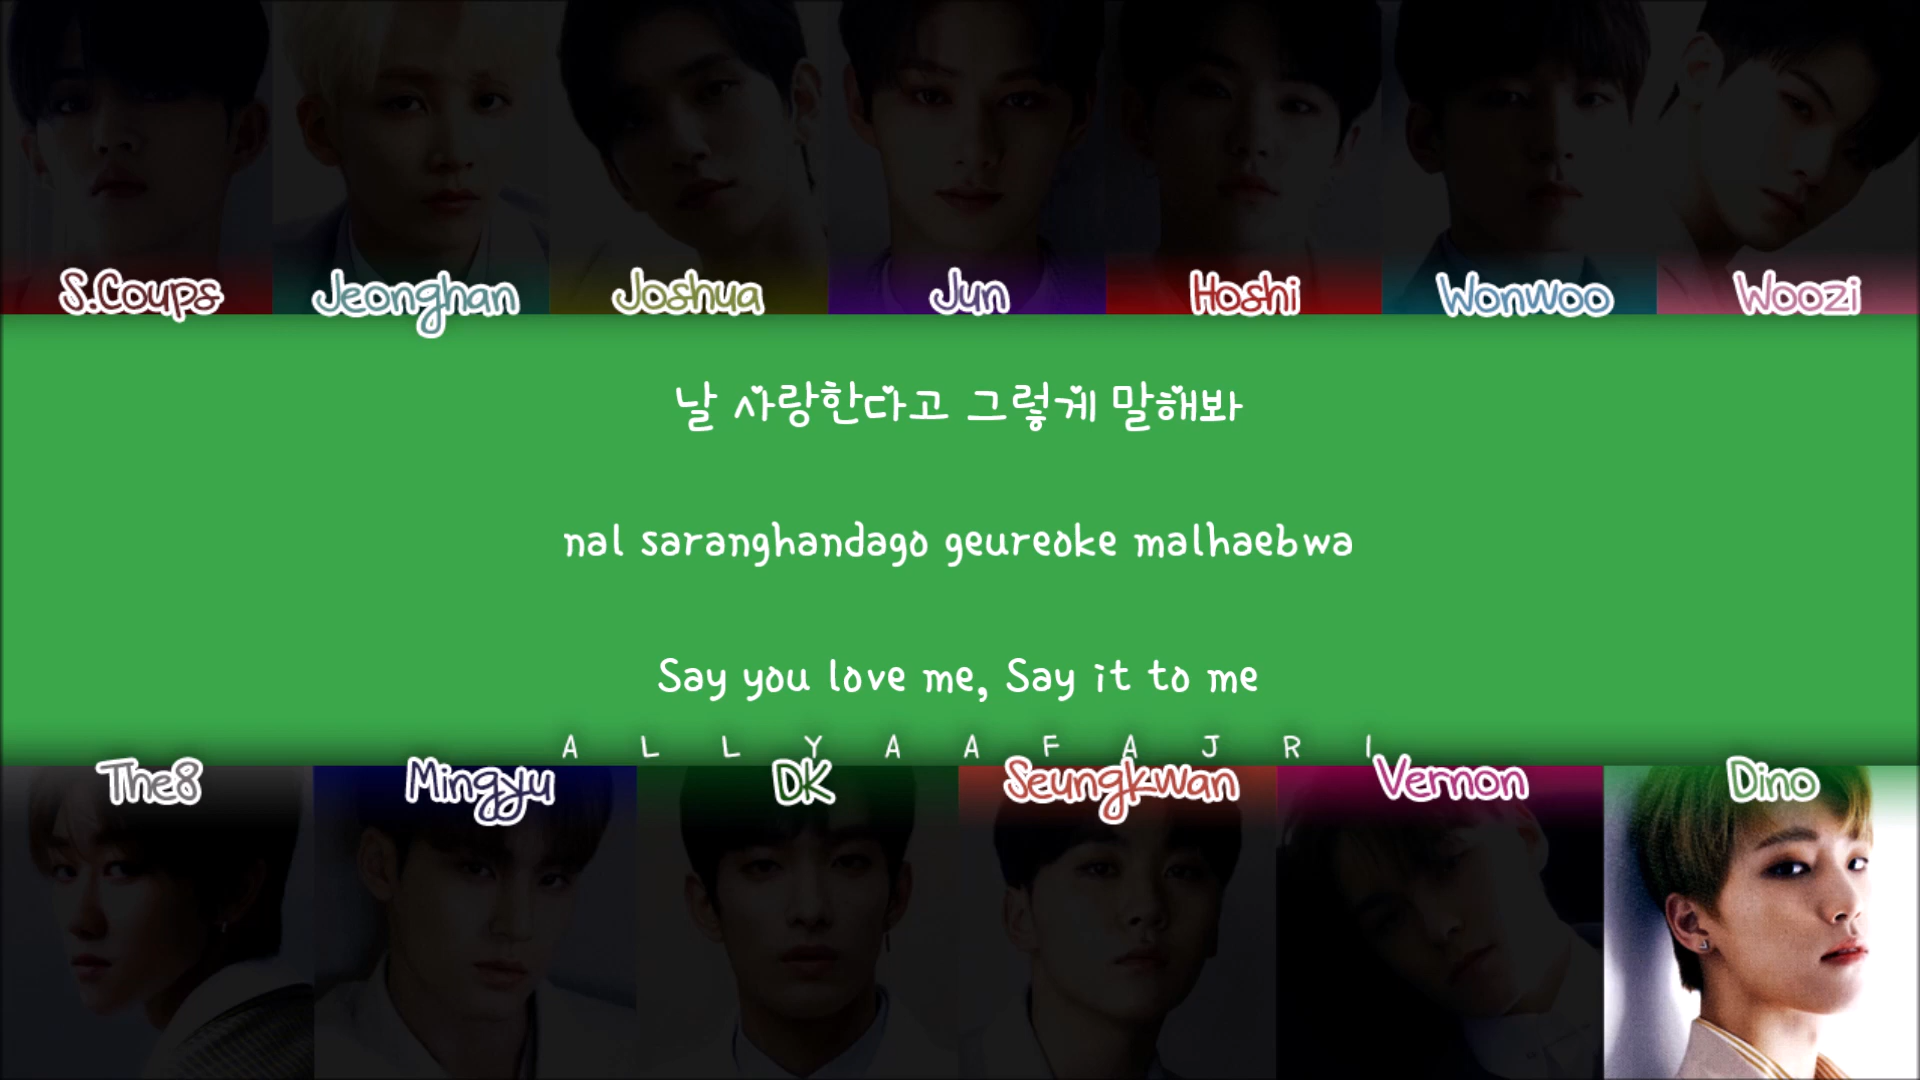 S.Coups Jeonghan Joshua Jun Hoshi Wonwoo Woozi
날 사랑한다고 그렇게 말해봐
nal saranghandago geureoke malhaebwa
Say you love me, Say it to me
A L L Y A A F A J R I
The8 Mingyu DK Seungkwan Vernon Dino